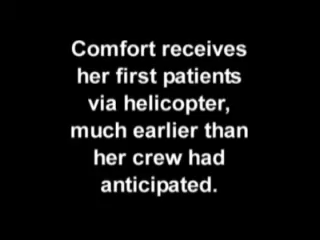 Comfort receives
her first patients
via helicopter,
much earlier than
her crew had
anticipated.